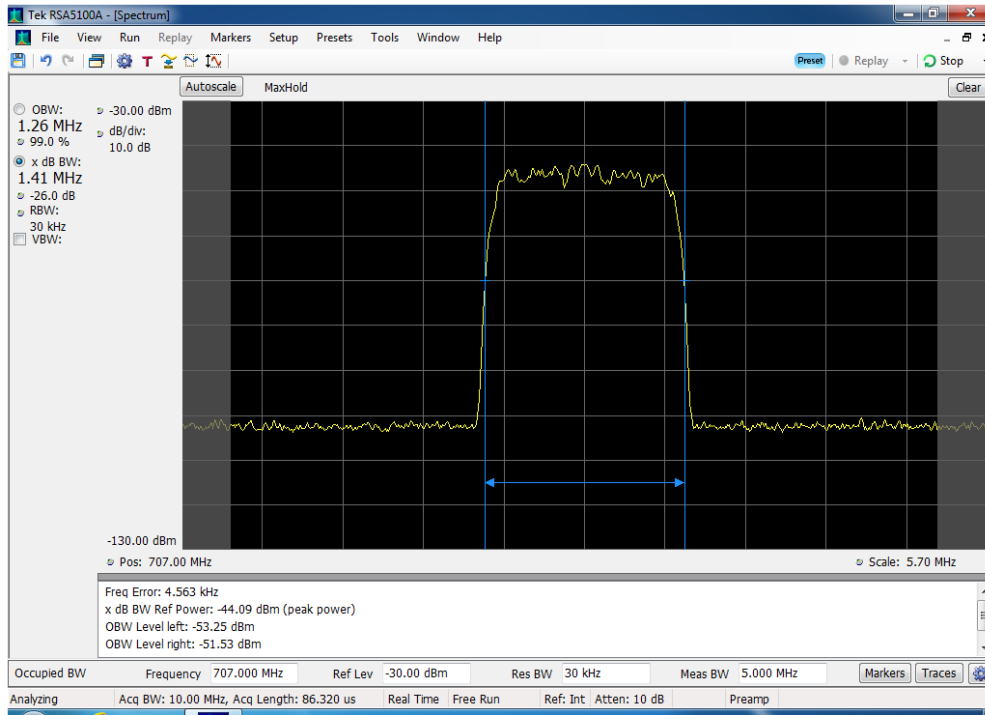 Tek RSA5100A - [Spectrum]
File View Run Replay Markers Setup Presets Tools Window Help
T Preset Replay Stop
Autoscale MaxHold Clear
OBW:
1.26 MHz
99.0 %
x dB BW:
1.41 MHz
-26.0 dB
RBW:
30 kHz
VBW:
-30.00 dBm
dB/div:
10.0 dB
-130.00 dBm
Pos: 707.00 MHz Scale: 5.70 MHz
Freq Error: 4.563 kHz
x dB BW Ref Power: -44.09 dBm (peak power)
OBW Level left: -53.25 dBm
OBW Level right: -51.53 dBm
Occupied BW Frequency 707.000 MHz Ref Lev -30.00 dBm Res BW 30 kHz Meas BW 5.000 MHz Markers Traces
Analyzing Acq BW: 10.00 MHz, Acq Length: 86.320 us Real Time Free Run Ref: Int Atten: 10 dB Preamp